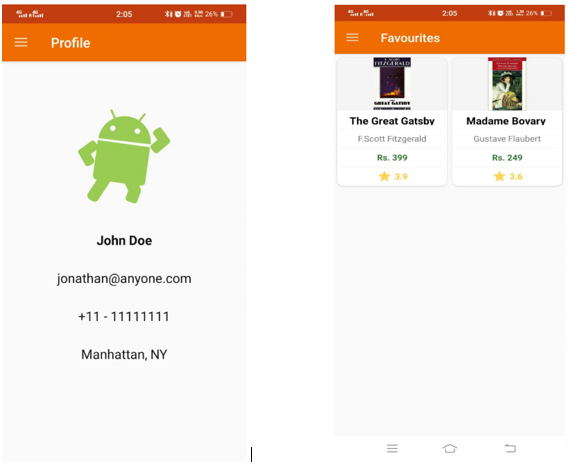 2:05
26%
Profile
John Doe
jonathan@anyone.com
+11 - 11111111
Manhattan, NY
2:05
26%
Favourites
FITZGERALD
GREAT GATSBY
The Great Gatsby
F.Scott Fitzgerald
Rs. 399
3.9
Madame Bovary
Gustave Flaubert
Rs. 249
3.6